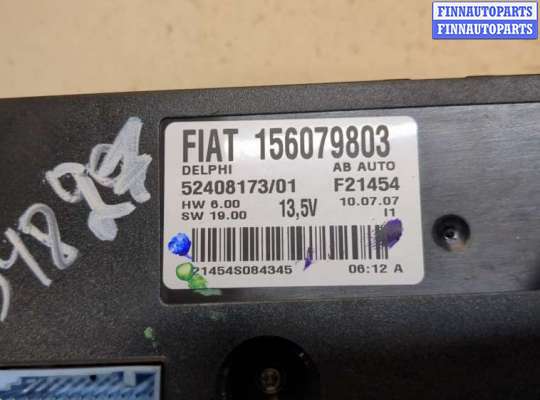 FINNAUTOPARTS
FINNAUTOPARTS
FINNAUTOPARTS
FIAT 156079803
DELPHI AB AUTO
52408173/01 F21454
HW 6.00 13,5V 10.07.07
SW 19.00 I1
21454S084345 06:12 A